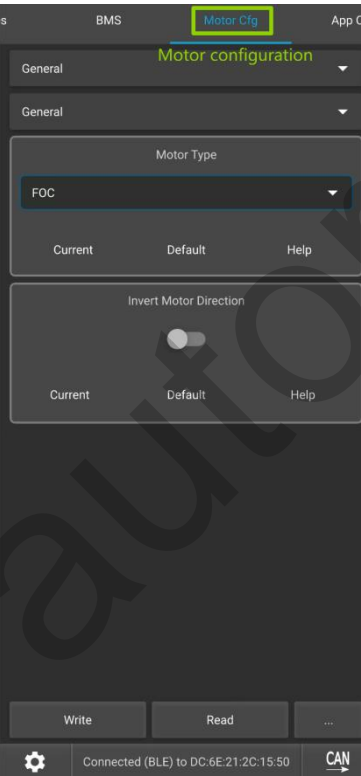 s BMS Motor Cfg App C
Motor configuration
General
General
Motor Type
FOC
Current Default Help
Invert Motor Direction
Current Default Help
Write Read ...
Connected (BLE) to DC:6E:21:2C:15:50 CAN